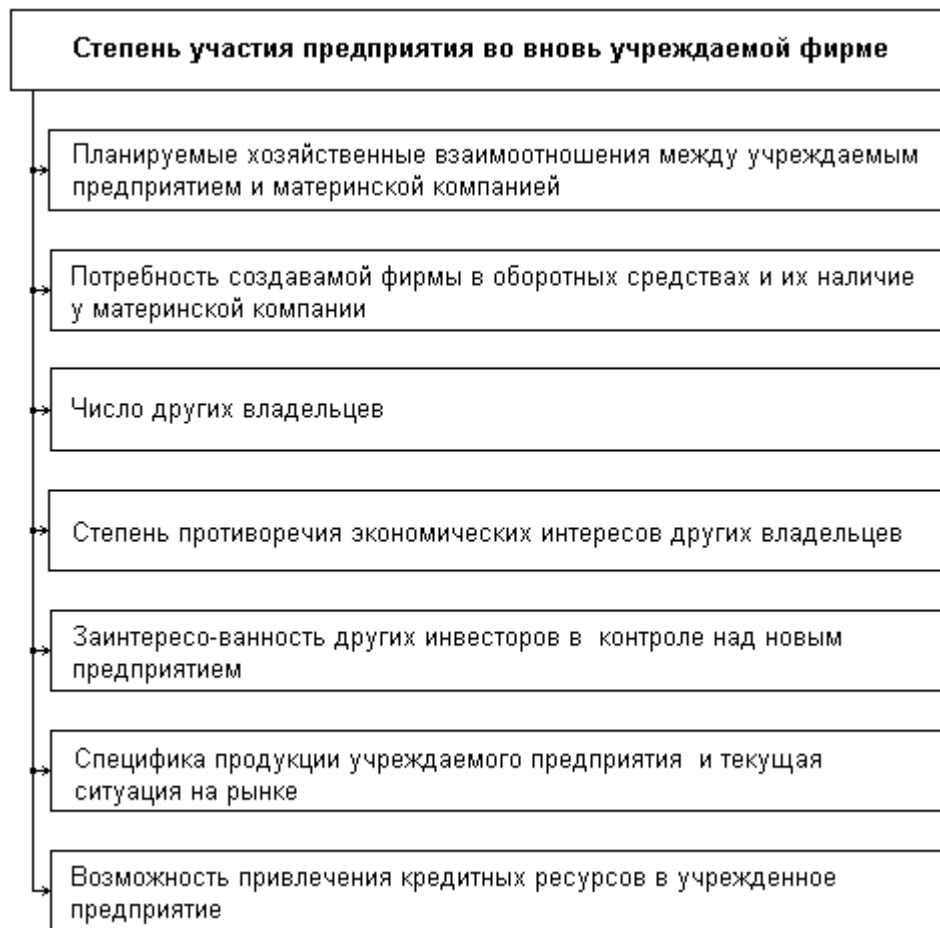 Степень участия предприятия во вновь учреждаемой фирме
Планируемые хозяйственные взаимоотношения между учреждаемым
предприятием и материнской компанией
Потребность создавамой фирмы в оборотных средствах и их наличие
у материнской компании
Число других владельцев
Степень противоречия экономических интересов других владельцев
Заинтересо-ванность других инвесторов в контроле над новым
предприятием
Специфика продукции учреждаемого предприятия и текущая
ситуация на рынке
Возможность привлечения кредитных ресурсов в учрежденное
предприятие